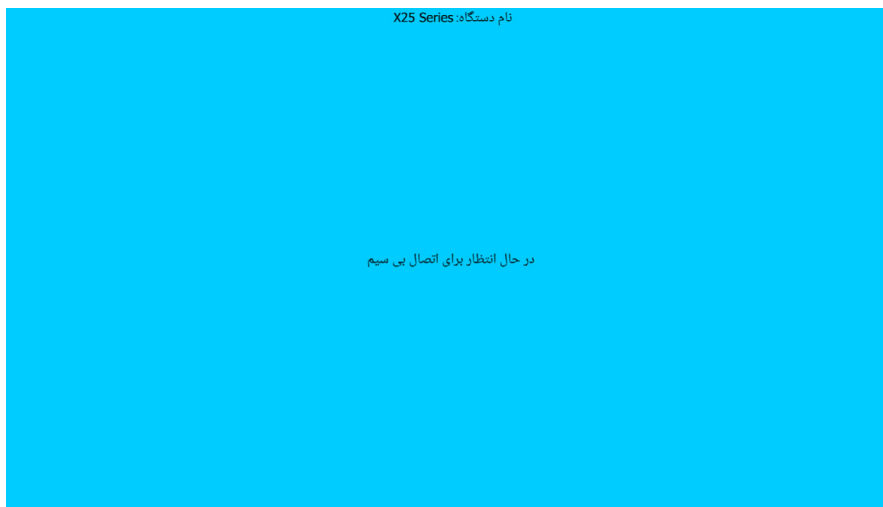 نام دستگاه: X25 Series
در حال انتظار برای اتصال بی سیم